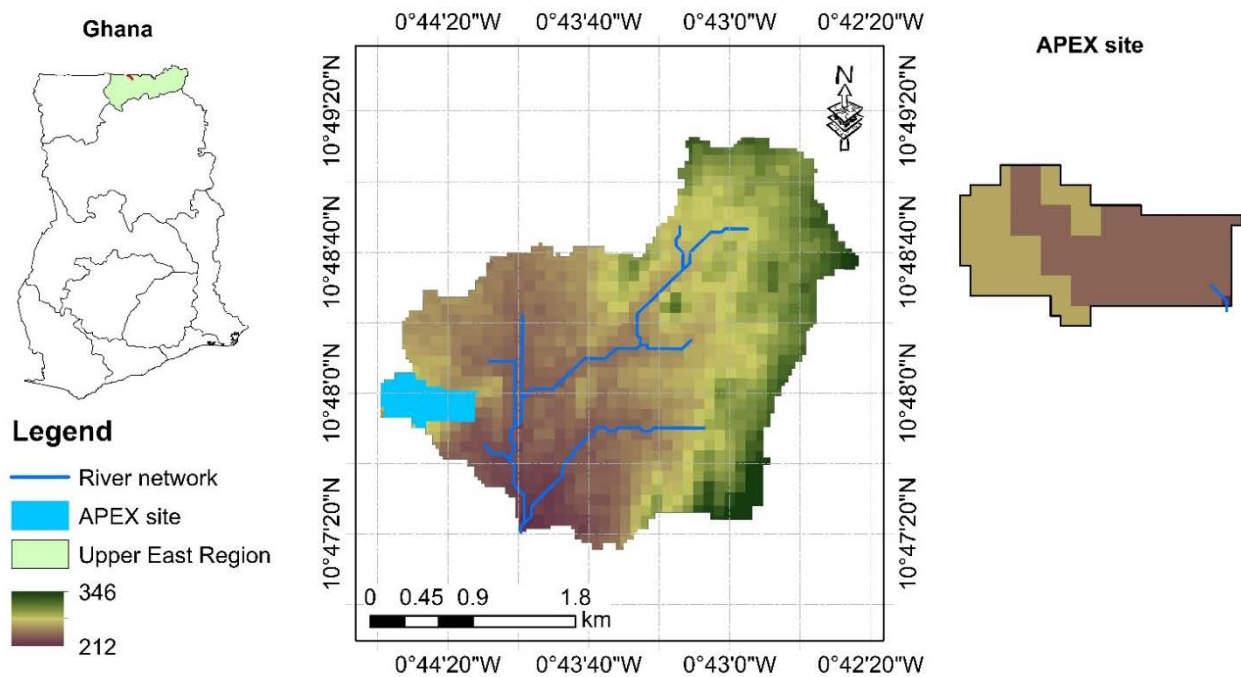 Ghana
0°44'20"W 0°43'40"W 0°43'0"W 0°42'20"W
APEX site
N
10°49'20"N 10°49'20"N
10°48'40"N 10°48'40"N
10°48'0"N 10°48'0"N
10°47'20"N 10°47'20"N
Legend
River network
APEX site
Upper East Region
346
212
0 0.45 0.9 1.8
km
0°44'20"W 0°43'40"W 0°43'0"W 0°42'20"W